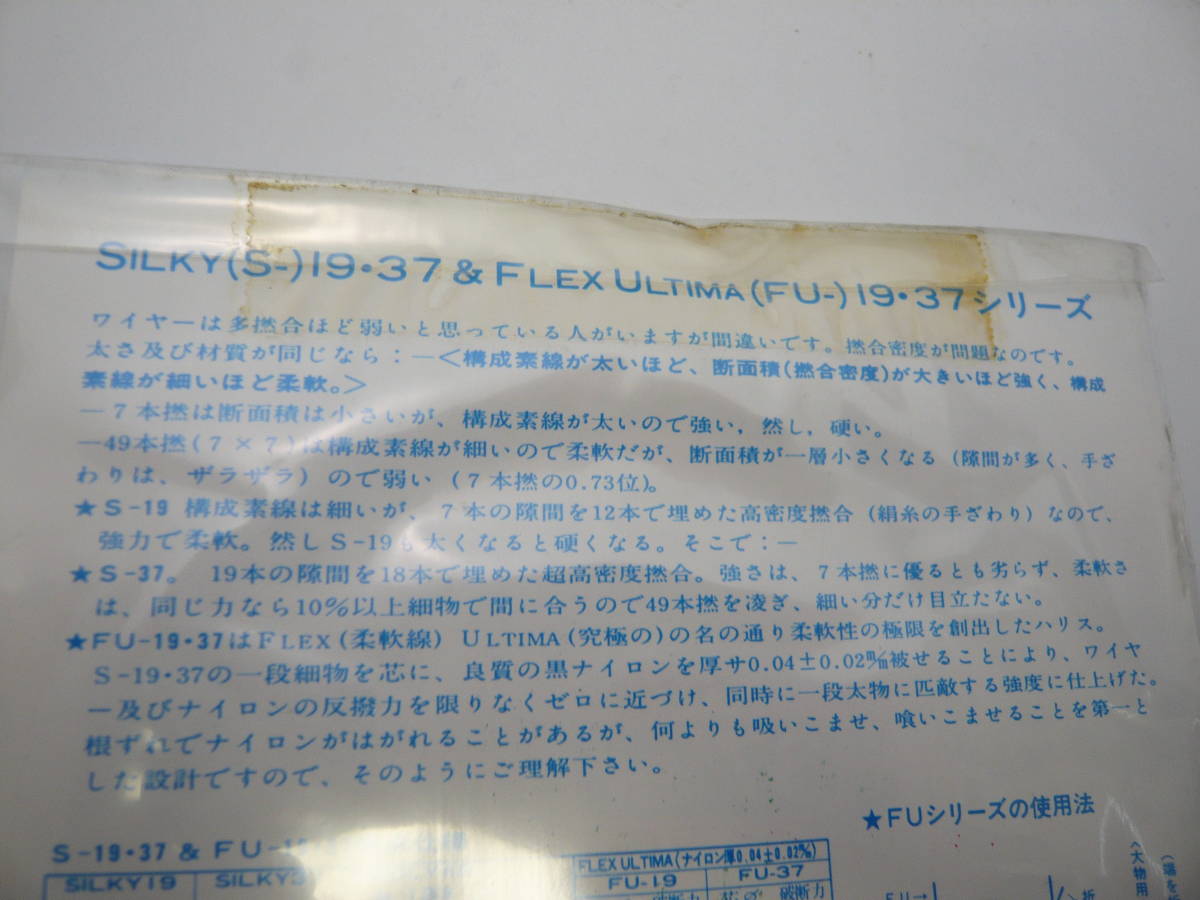 SILKY(S-)19・37 & FLEX ULTIMA(FU-)19・37シリーズ
ワイヤーは多撚合ほど弱いと思っている人がいますが間違いです。撚合密度が問題なのです。
太さ及び材質が同じなら：－<構成素線が太いほど、断面積(撚合密度)が大きいほど強く、構成
素線が細いほど柔軟。>
－7本撚は断面積は小さいが、構成素線が太いので強い，然し，硬い。
－49本撚(7×7)は構成素線が細いので柔軟だが、断面積が一層小さくなる(隙間が多く、手ざ
わりは、ザラザラ)ので弱い(7本撚の0.73位)。
★S-19 構成素線は細いが、7本の隙間を12本で埋めた高密度撚合(絹糸の手ざわり)なので、
強力で柔軟。然しS-19も太くなると硬くなる。そこで：－
★S-37。 19本の隙間を18本で埋めた超高密度撚合。強さは、7本撚に優るとも劣らず、柔軟さ
は、同じ力なら10%以上細物で間に合うので49本撚を凌ぎ、細い分だけ目立たない。
★FU-19・37はFLEX(柔軟線) ULTIMA(究極の)の名の通り柔軟性の極限を創出したハリス。
S-19・37の一段細物を芯に、良質の黒ナイロンを厚サ0.04±0.02㎜被せることにより、ワイヤ
ー及びナイロンの反撥力を限りなくゼロに近づけ、同時に一段太物に匹敵する強度に仕上げた。
根ずれでナイロンがはがれることがあるが、何よりも吸いこませ、喰いこませることを第一と
した設計ですので、そのようにご理解下さい。
★FUシリーズの使用法
S-19・37 & FU-
SILKY19 SILKY3
FLEX ULTIMA(ナイロン厚0.04±0.02%)
FU-19 FU-37
破断力
FU→
折
(大物用